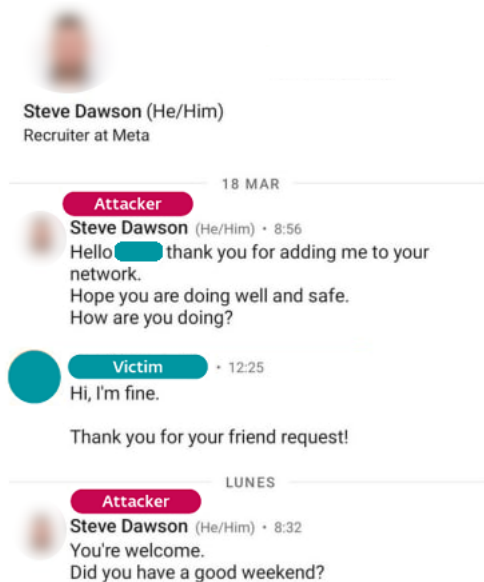 Steve Dawson (He/Him)
Recruiter at Meta
18 MAR
Attacker
Steve Dawson (He/Him) • 8:56
Hello thank you for adding me to your
network.
Hope you are doing well and safe.
How are you doing?
Victim • 12:25
Hi, I'm fine.
Thank you for your friend request!
LUNES
Attacker
Steve Dawson (He/Him) • 8:32
You're welcome.
Did you have a good weekend?